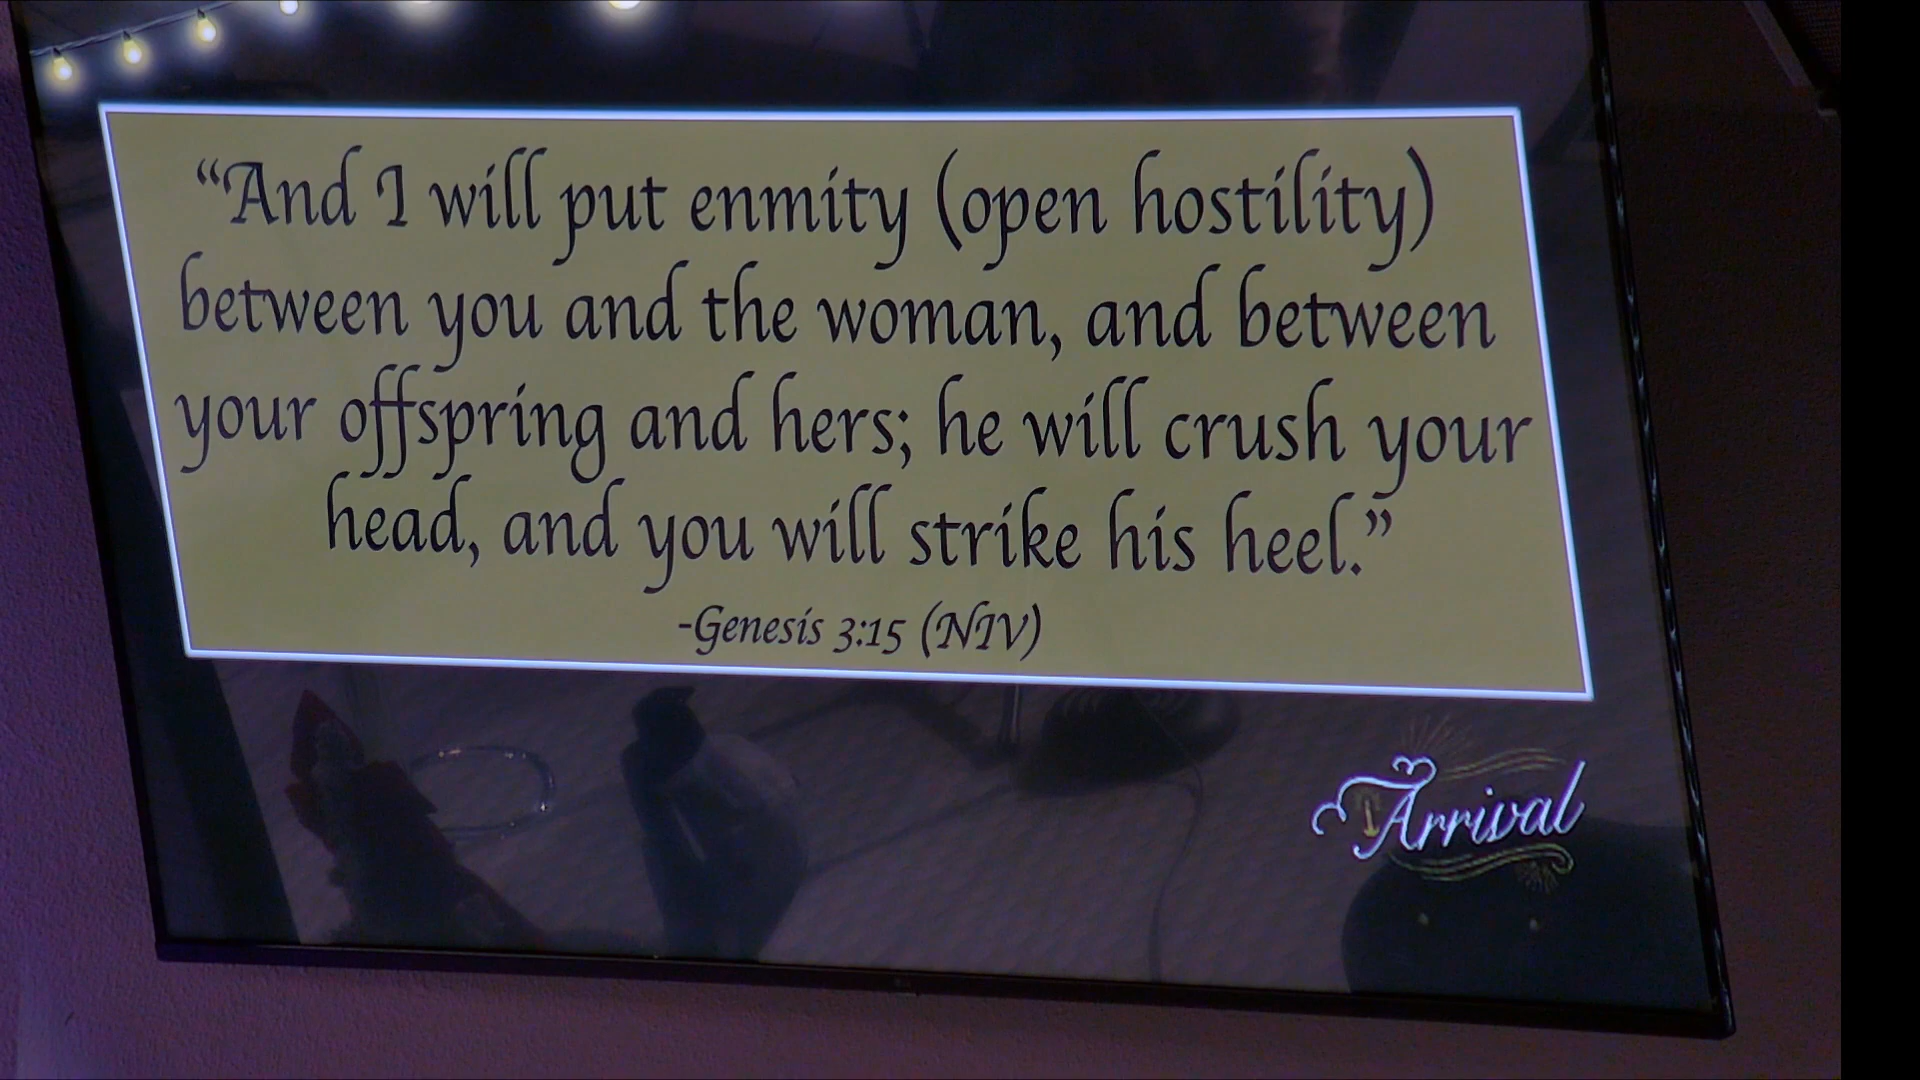 “And I will put enmity (open hostility)
between you and the woman, and between
your offspring and hers; he will crush your
head, and you will strike his heel.”
-Genesis 3:15 (NIV)
Arrival